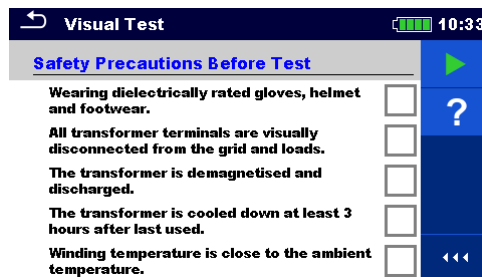 Visual Test 10:33
Safety Precautions Before Test
Wearing dielectrically rated gloves, helmet
and footwear.
?
All transformer terminals are visually
disconnected from the grid and loads.
The transformer is demagnetised and
discharged.
The transformer is cooled down at least 3
hours after last used.
Winding temperature is close to the ambient
temperature.